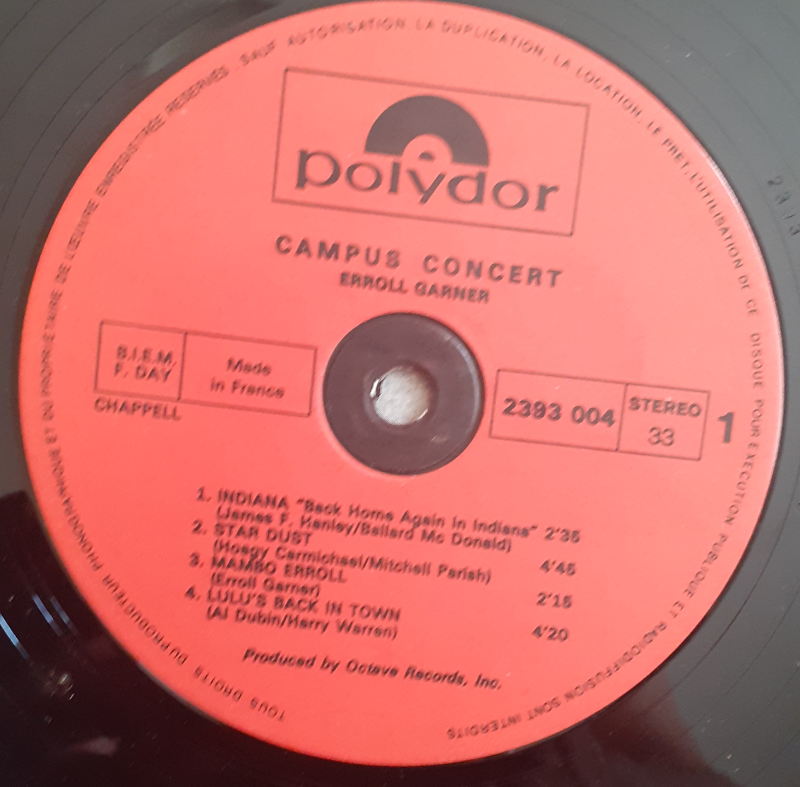 polydor
CAMPUS CONCERT
ERROLL GARNER
B.I.E.M.
F. DAY
Made
in France
CHAPPELL
2393 004
STEREO
33
1
1. INDIANA "Back Home Again in Indiana" 2'35
(James F. Hanley/Ballard Mc Donald)
2. STAR DUST 4'45
(Hoagy Carmichael/Mitchell Parish)
3. MAMBO ERROLL 2'15
(Erroll Garner)
4. LULU'S BACK IN TOWN 4'20
(Al Dubin/Harry Warren)
Produced by Octave Records, Inc.
TOUS DROITS DU PRODUCTEUR PHONOGRAPHIQUE ET DU PROPRIETAIRE DE L'ŒUVRE ENREGISTRÉE RESERVES. SAUF AUTORISATION, LA DUPLICATION, LA LOCATION, LE PRET, L'UTILISATION DE CE DISQUE POUR EXECUTION PUBLIQUE ET RADIODIFFUSION SONT INTERDITS